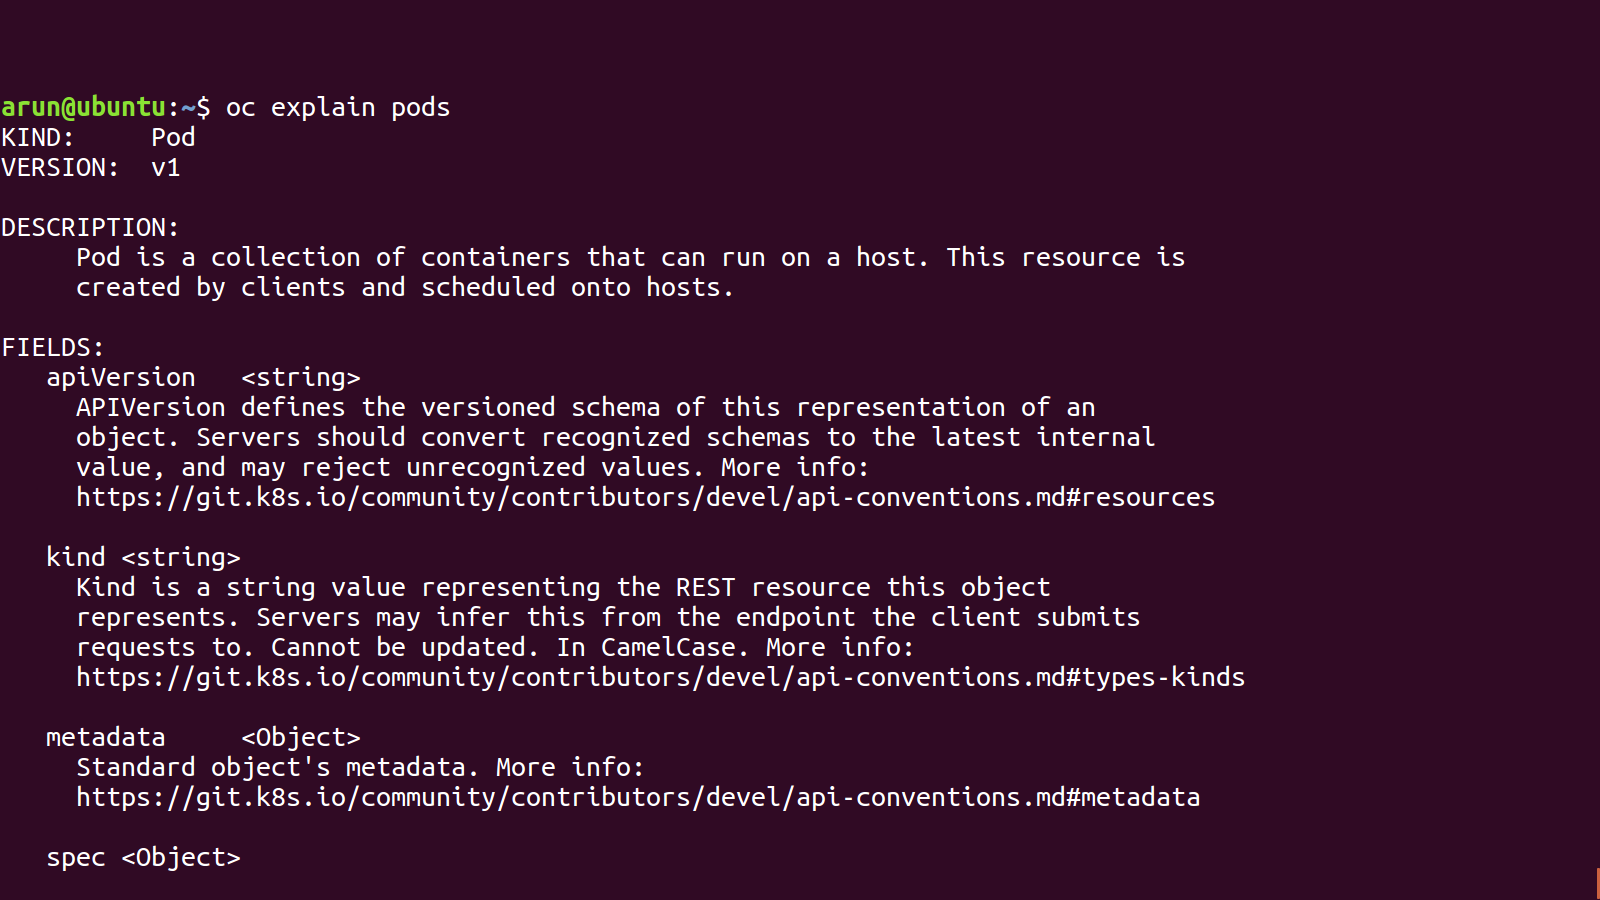 arun@ubuntu:~$ oc explain pods
KIND:     Pod
VERSION:  v1

DESCRIPTION:
     Pod is a collection of containers that can run on a host. This resource is
     created by clients and scheduled onto hosts.

FIELDS:
   apiVersion   <string>
     APIVersion defines the versioned schema of this representation of an
     object. Servers should convert recognized schemas to the latest internal
     value, and may reject unrecognized values. More info:
     https://git.k8s.io/community/contributors/devel/api-conventions.md#resources

   kind <string>
     Kind is a string value representing the REST resource this object
     represents. Servers may infer this from the endpoint the client submits
     requests to. Cannot be updated. In CamelCase. More info:
     https://git.k8s.io/community/contributors/devel/api-conventions.md#types-kinds

   metadata     <Object>
     Standard object's metadata. More info:
     https://git.k8s.io/community/contributors/devel/api-conventions.md#metadata

   spec <Object>